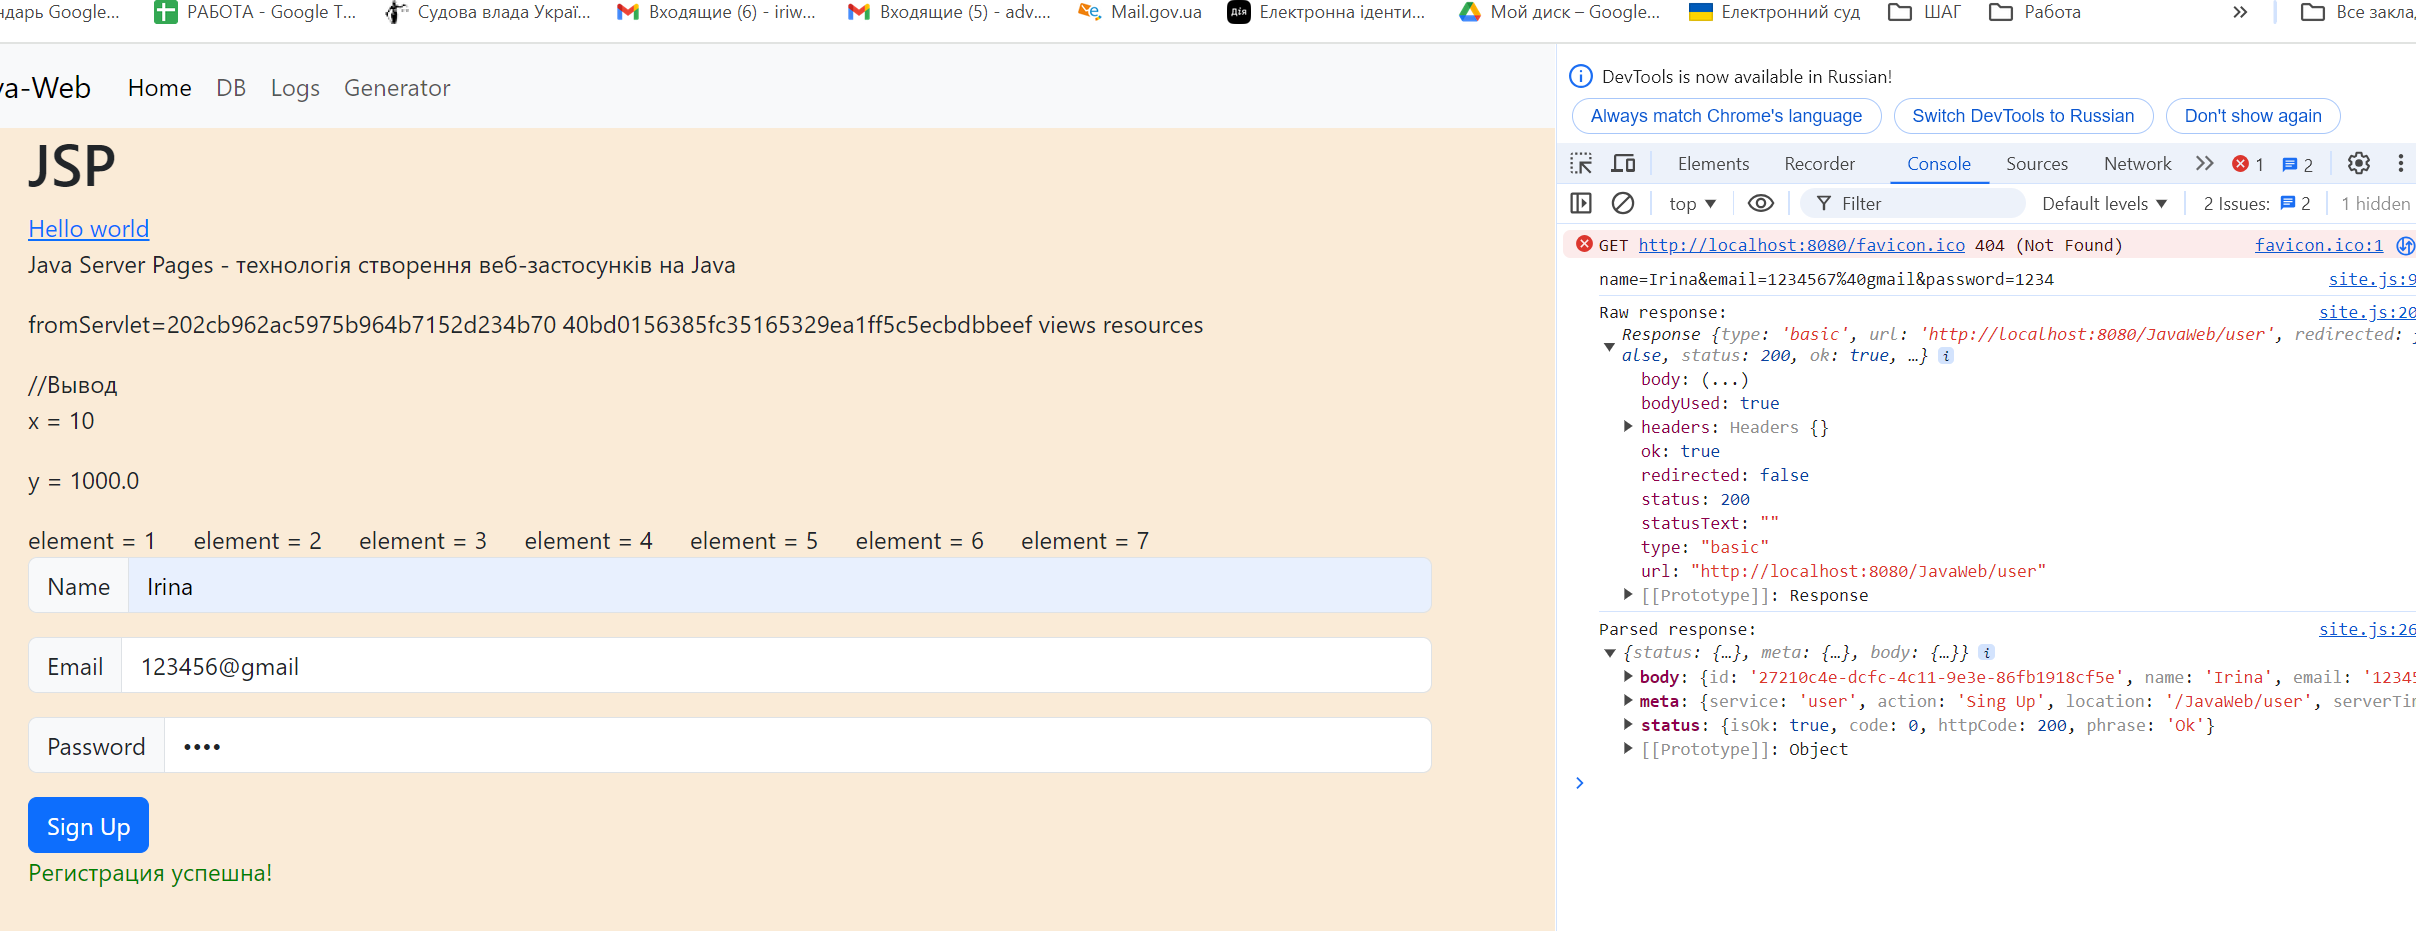 ндарь Google... РАБОТА - Google Т... Судова влада Украї... Входящие (6) - iriw... Входящие (5) - adv.... Mail.gov.ua Дія Електронна іденти... Мой диск – Google... Електронний суд ШАГ Работа » Все закла
va-Web Home DB Logs Generator
JSP
Hello world
Java Server Pages - технологія створення веб-застосунків на Java
fromServlet=202cb962ac5975b964b7152d234b70 40bd0156385fc35165329ea1ff5c5ecbdbbeef views resources
//Вывод
x = 10
y = 1000.0
element = 1 element = 2 element = 3 element = 4 element = 5 element = 6 element = 7
Name Irina
Email 123456@gmail
Password ••••
Sign Up
Регистрация успешна!
DevTools is now available in Russian!
Always match Chrome's language Switch DevTools to Russian Don't show again
Elements Recorder Console Sources Network » 1 2
top ▼ Filter Default levels ▼ 2 Issues: 2 1 hidden
GET http://localhost:8080/favicon.ico 404 (Not Found) favicon.ico:1
name=Irina&email=1234567%40gmail&password=1234 site.js:9
Raw response: site.js:20
Response {type: 'basic', url: 'http://localhost:8080/JavaWeb/user', redirected: f
alse, status: 200, ok: true, …} i
body: (...)
bodyUsed: true
headers: Headers {}
ok: true
redirected: false
status: 200
statusText: ""
type: "basic"
url: "http://localhost:8080/JavaWeb/user"
[[Prototype]]: Response
Parsed response: site.js:26
{status: {…}, meta: {…}, body: {…}} i
body: {id: '27210c4e-dcfc-4c11-9e3e-86fb1918cf5e', name: 'Irina', email: '12345
meta: {service: 'user', action: 'Sing Up', location: '/JavaWeb/user', serverTim
status: {isOk: true, code: 0, httpCode: 200, phrase: 'Ok'}
[[Prototype]]: Object